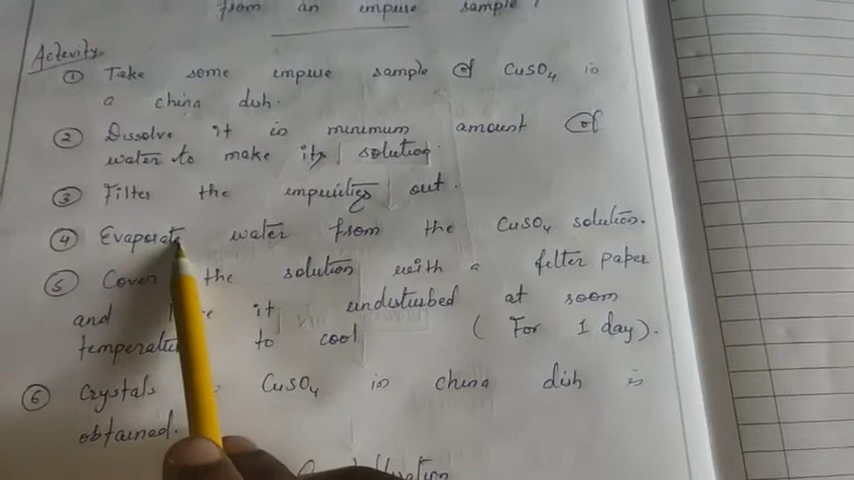 from an impure sample
Activity
① Take some impure sample of CuSO4 in
a china dish.
② Dissolve it in minimum amount of
water to make its solution.
③ Filter the impurities out.
④ Evaporate water from the CuSO4 solution.
⑤ Cover the solution with a filter paper
and it undisturbed at room
temperature to cool (For 1 day).
⑥ Crystals CuSO4 in china dish is
obtained.